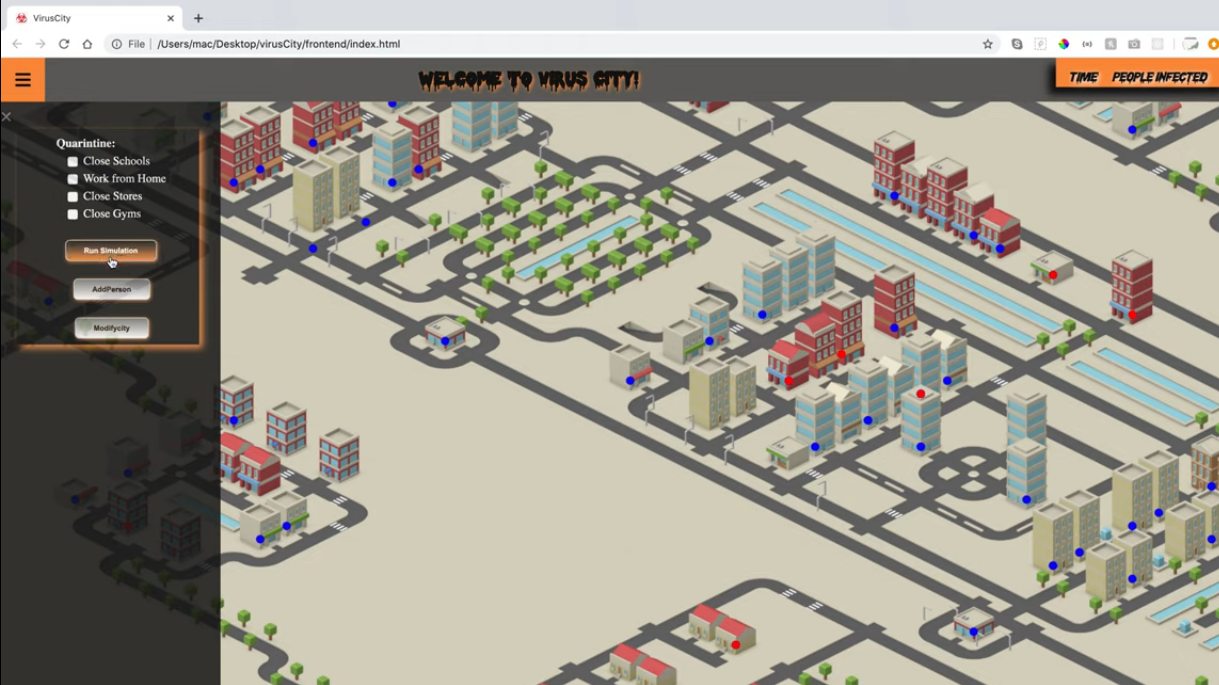 VirusCity
File
/Users/mac/Desktop/virusCity/frontend/index.html
WELCOME TO VIRUS CITY!
TIME PEOPLE INFECTED
Quarintine:
Close Schools
Work from Home
Close Stores
Close Gyms
Run Simulation
AddPerson
Modifycity